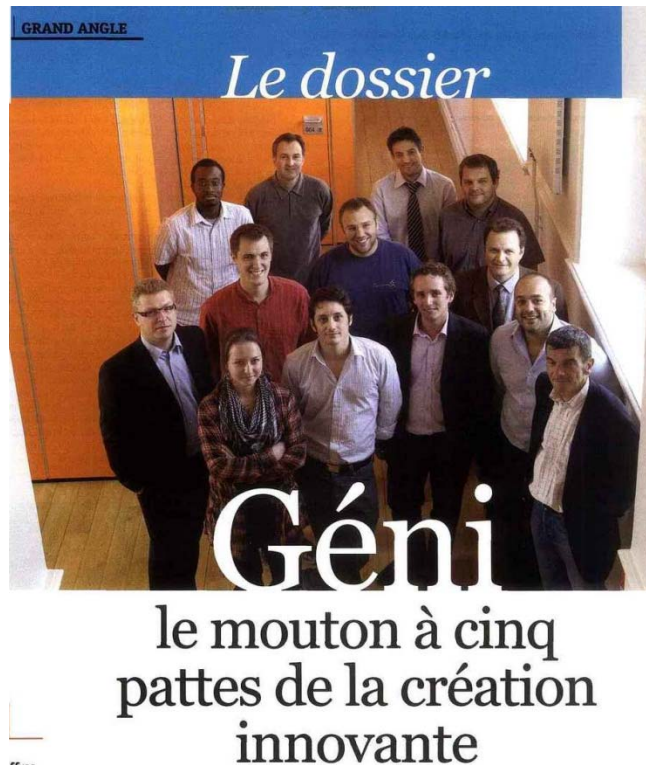 GRAND ANGLE
Le dossier
Géni
le mouton à cinq
pattes de la création
innovante